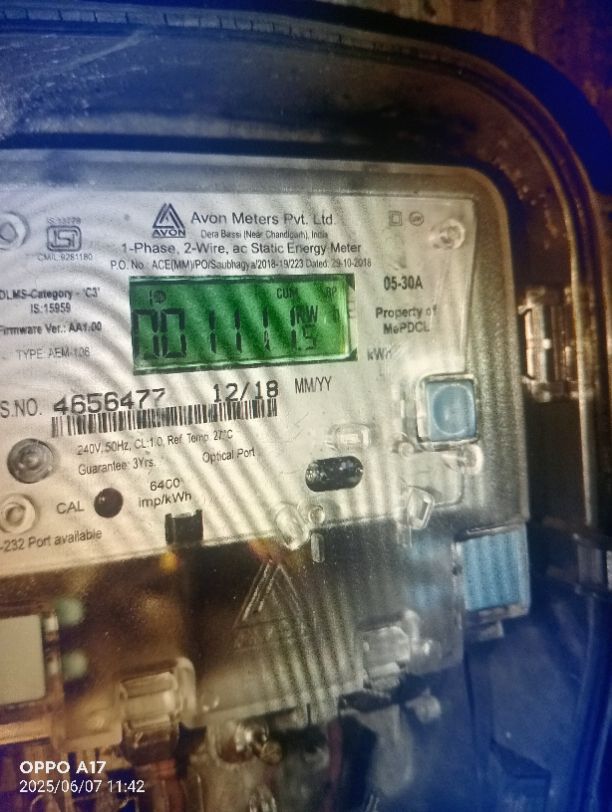 AVON
Avon Meters Pvt. Ltd.
Dera Bassi (Near Chandigarh), India
IS:13779
ISI
CM/L:9281180
1-Phase, 2-Wire, ac Static Energy Meter
P.O. No.: ACE(MM)/PO/Saubhagya/2018-19/223 Dated: 29-10-2018
DLMS-Category - 'C3'
IS:15959
Firmware Ver.: AA1.00
TYPE: AEM-106
CUM
05-30A
Property of
MePDCL
kWh
S.NO. 4656477 12/18 MM/YY
240V, 50Hz, CL:1.0, Ref. Temp. 27°C
Guarantee: 3Yrs.
Optical Port
CAL
6400
imp/kWh
-232 Port available
OPPO A17
2025/06/07 11:42